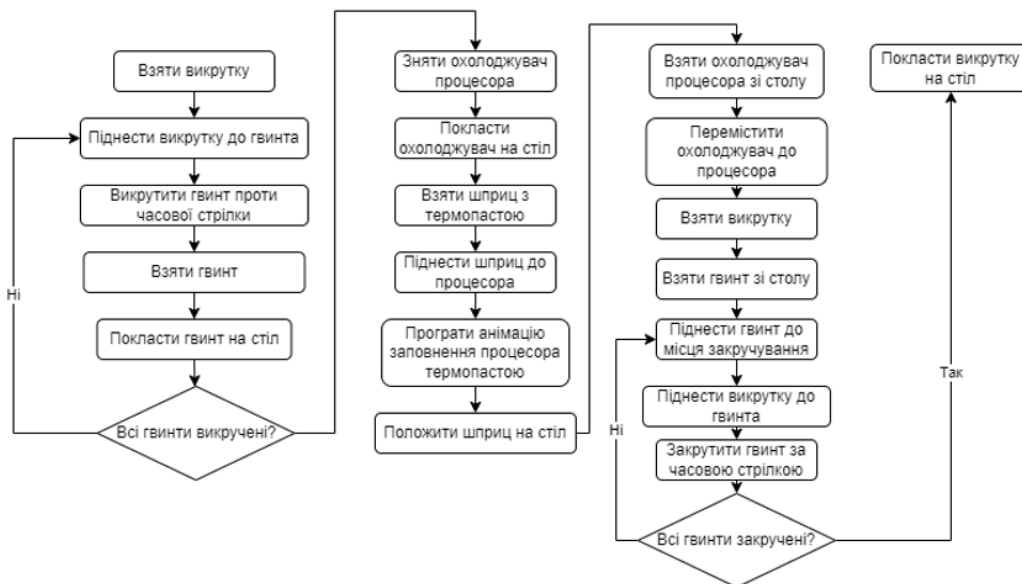 Взяти викрутку
Піднести викрутку до гвинта
Викрутити гвинт проти
часової стрілки
Взяти гвинт
Ні
Покласти гвинт на стіл
Всі гвинти викручені?
Зняти охолоджувач
процесора
Покласти
охолоджувач на стіл
Взяти шприц з
термопастою
Піднести шприц до
процесора
Програти анімацію
заповнення процесора
термопастою
Положити шприц на стіл
Взяти охолоджувач
процесора зі столу
Перемістити
охолоджувач до
процесора
Взяти викрутку
Взяти гвинт зі столу
Піднести гвинт до
місця закручування
Піднести викрутку до
гвинта
Ні
Закрутити гвинт за
часовою стрілкою
Всі гвинти закручені?
Так
Покласти викрутку
на стіл